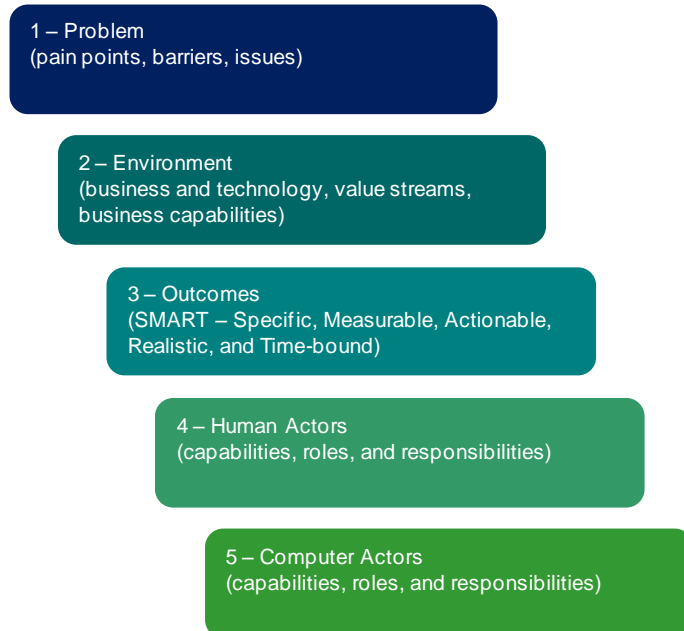 1 – Problem
(pain points, barriers, issues)
2 – Environment
(business and technology, value streams,
business capabilities)
3 – Outcomes
(SMART – Specific, Measurable, Actionable,
Realistic, and Time-bound)
4 – Human Actors
(capabilities, roles, and responsibilities)
5 – Computer Actors
(capabilities, roles, and responsibilities)